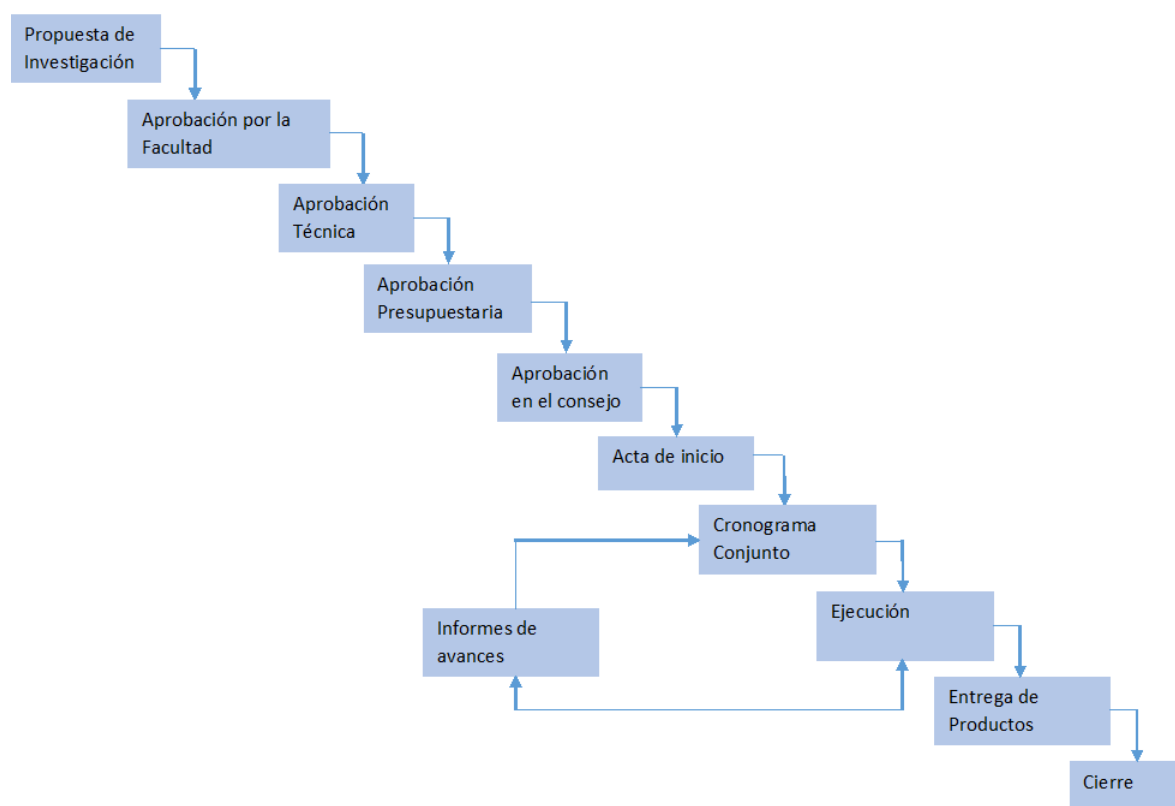 Propuesta de
Investigación
Aprobación por la
Facultad
Aprobación
Técnica
Aprobación
Presupuestaria
Aprobación
en el consejo
Acta de inicio
Cronograma
Conjunto
Ejecución
Informes de
avances
Entrega de
Productos
Cierre